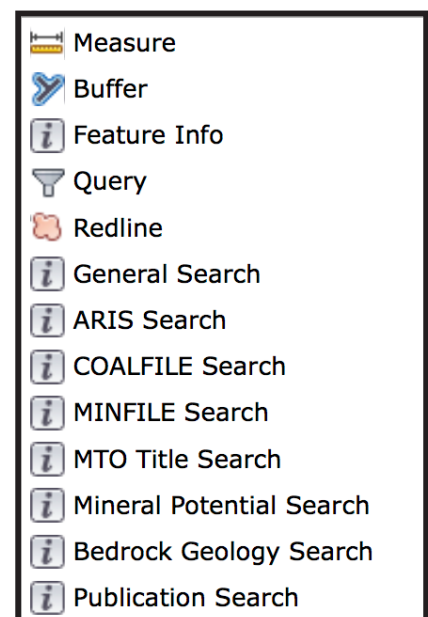 Measure
Buffer
Feature Info
Query
Redline
General Search
ARIS Search
COALFILE Search
MINFILE Search
MTO Title Search
Mineral Potential Search
Bedrock Geology Search
Publication Search